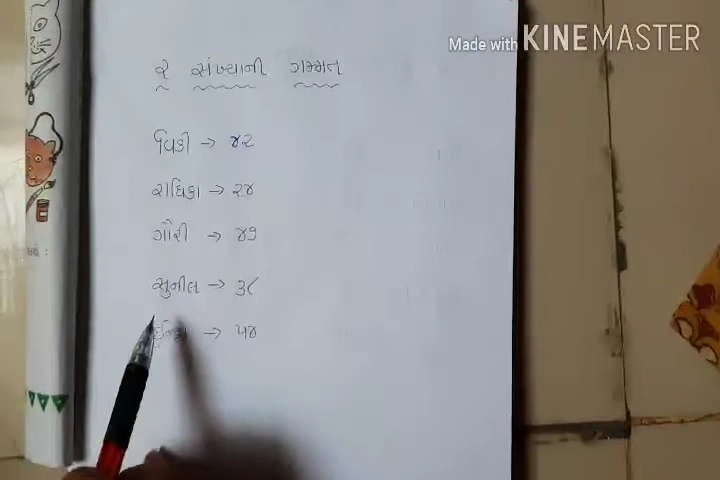 Made with KINEMASTER
૨ સંખ્યાની ગમ્મત
વિકી → ૪૨
રાધિકા → ૨૪
ગૌરી → ૪૭
સુનીલ → ૩૮
→ ૫૪